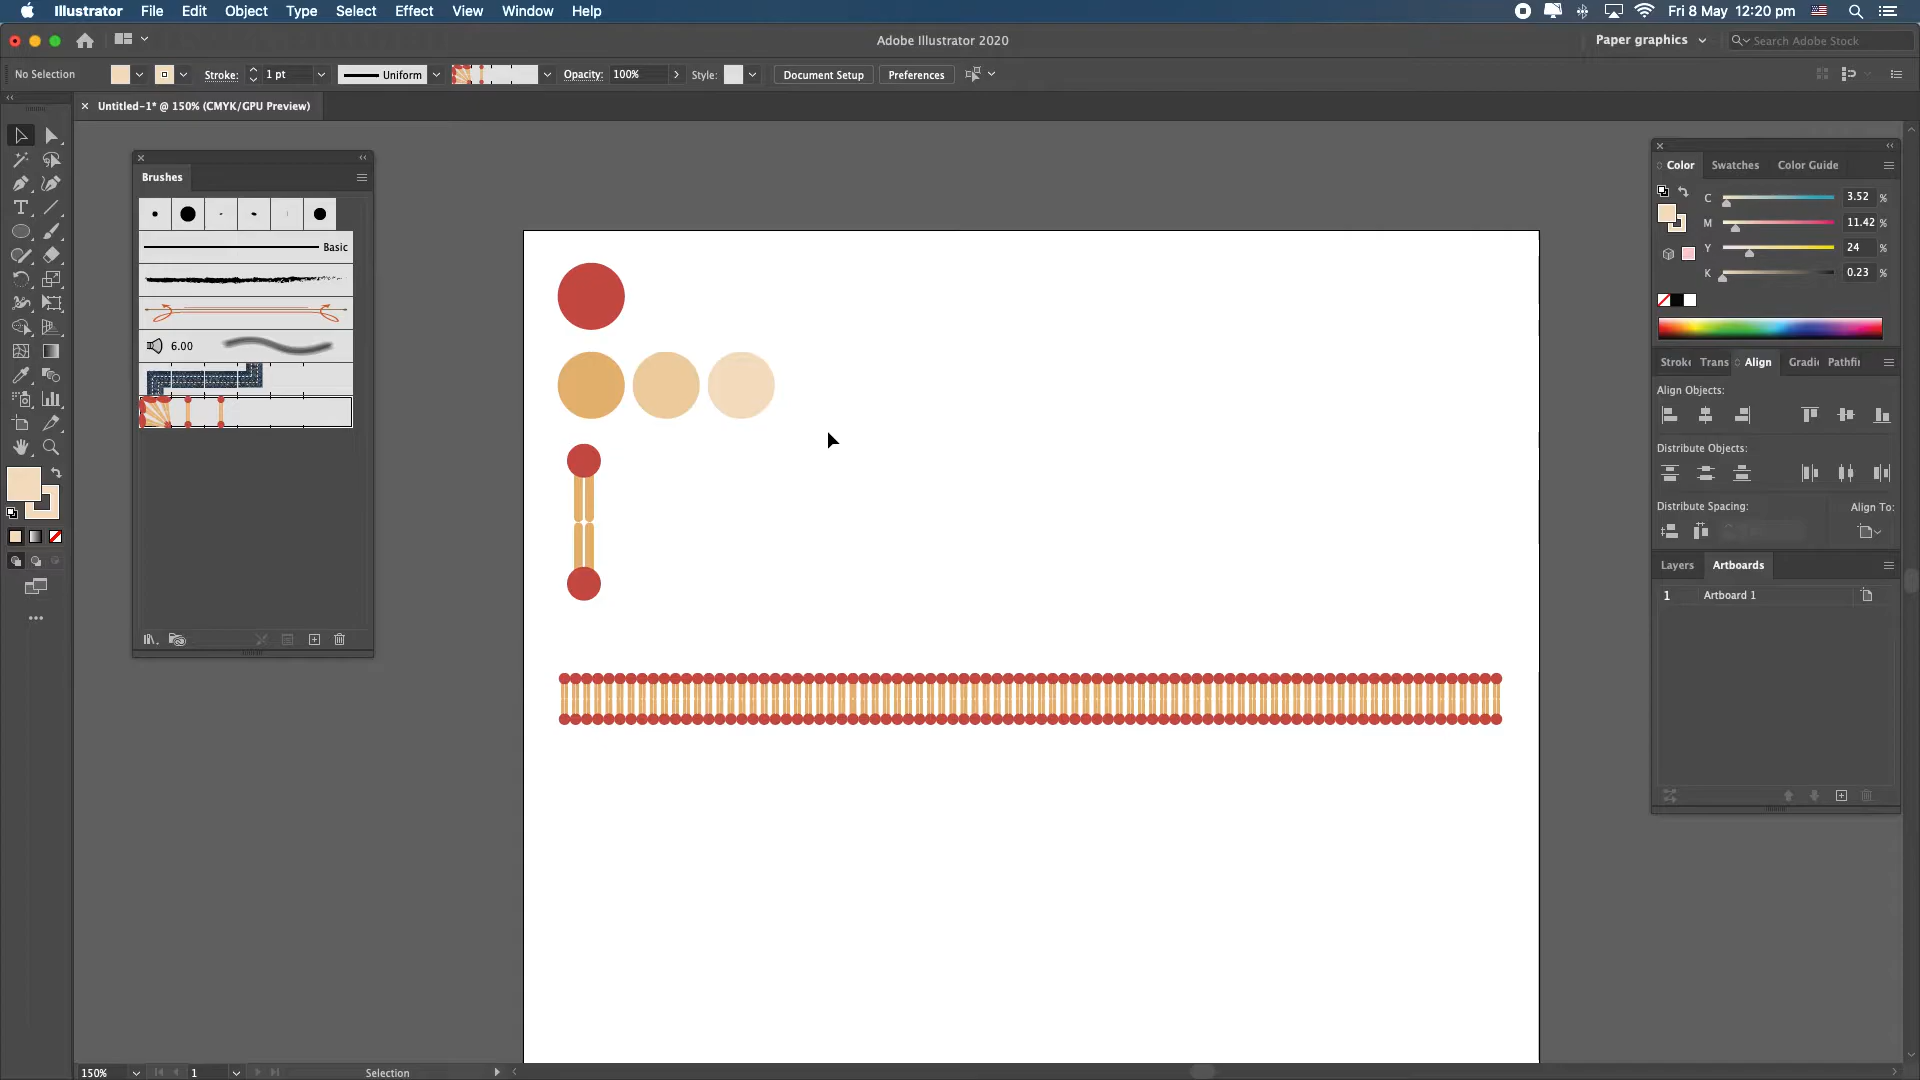 Illustrator File Edit Object Type Select Effect View Window Help
Fri 8 May 12:20 pm
Adobe Illustrator 2020
Paper graphics
Search Adobe Stock
No Selection
Stroke: 1 pt
Uniform
Opacity: 100%
Style:
Document Setup
Preferences
× Untitled-1* @ 150% (CMYK/GPU Preview)
Brushes
Basic
6.00
Color Swatches Color Guide
C 3.52 %
M 11.42 %
Y 24 %
K 0.23 %
Stroke Trans Align Gradi Pathfi
Align Objects:
Distribute Objects:
Distribute Spacing:
Align To:
Layers Artboards
1 Artboard 1
150%
1
Selection